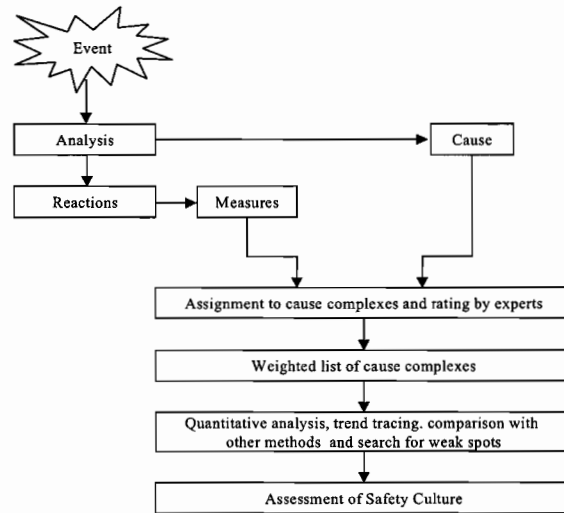 Event
Analysis
Cause
Reactions
Measures
Assignment to cause complexes and rating by experts
Weighted list of cause complexes
Quantitative analysis, trend tracing. comparison with
other methods and search for weak spots
Assessment of Safety Culture